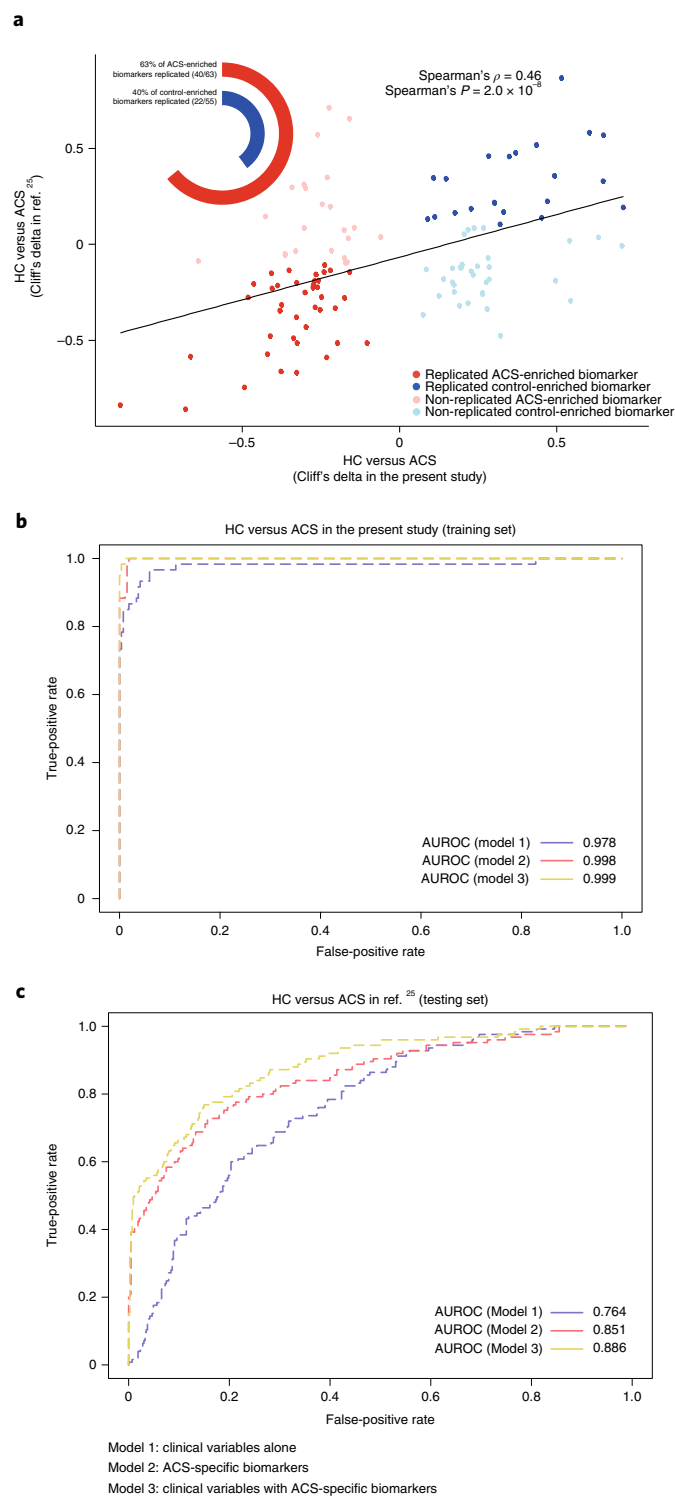 a
63% of ACS-enriched
biomarkers replicated (40/63)
40% of control-enriched
biomarkers replicated (22/55)
Spearman's ρ = 0.46
Spearman's P = 2.0 × 10⁻⁸
HC versus ACS
(Cliff's delta in ref. ²⁵)
0.5
0
−0.5
Replicated ACS-enriched biomarker
Replicated control-enriched biomarker
Non-replicated ACS-enriched biomarker
Non-replicated control-enriched biomarker
−0.5 0 0.5
HC versus ACS
(Cliff's delta in the present study)
b
HC versus ACS in the present study (training set)
True-positive rate
1.0
0.8
0.6
0.4
0.2
0
AUROC (model 1) 0.978
AUROC (model 2) 0.998
AUROC (model 3) 0.999
0 0.2 0.4 0.6 0.8 1.0
False-positive rate
c
HC versus ACS in ref. ²⁵ (testing set)
True-positive rate
1.0
0.8
0.6
0.4
0.2
0
AUROC (Model 1) 0.764
AUROC (Model 2) 0.851
AUROC (Model 3) 0.886
0 0.2 0.4 0.6 0.8 1.0
False-positive rate
Model 1: clinical variables alone
Model 2: ACS-specific biomarkers
Model 3: clinical variables with ACS-specific biomarkers